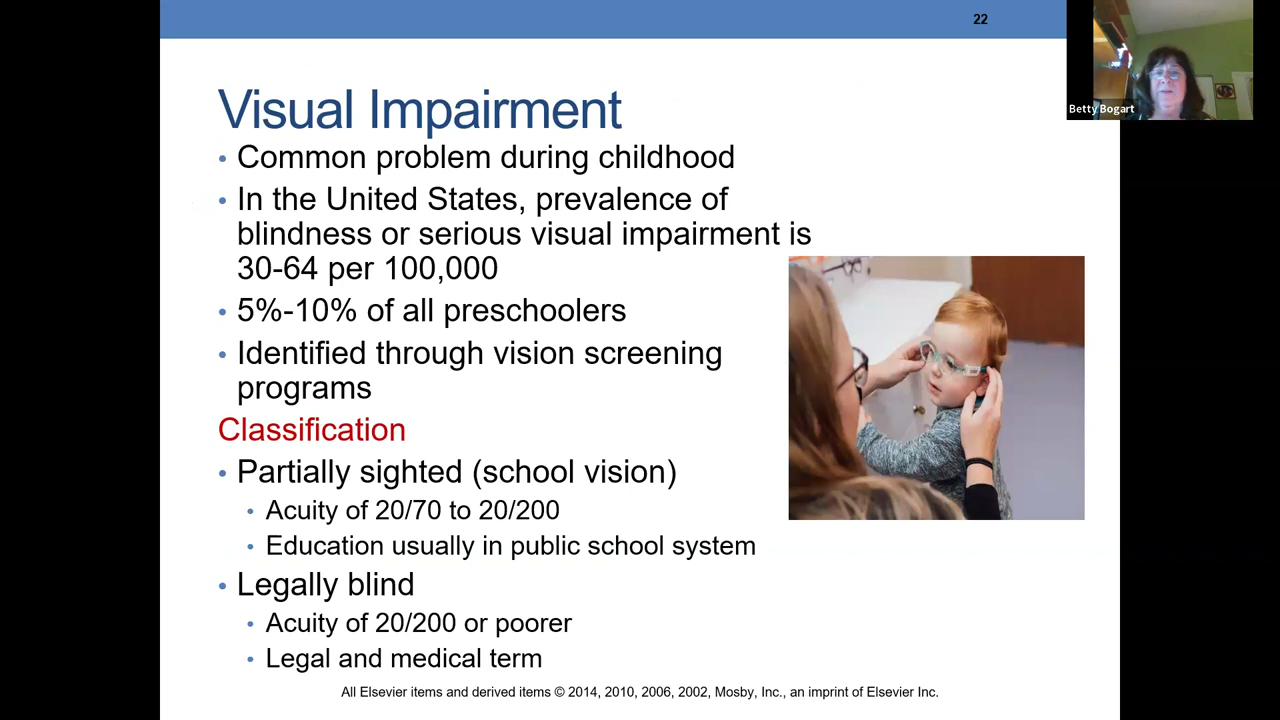 22
Betty Bogart
Visual Impairment
• Common problem during childhood
• In the United States, prevalence of
blindness or serious visual impairment is
30-64 per 100,000
• 5%-10% of all preschoolers
• Identified through vision screening
programs
Classification
• Partially sighted (school vision)
• Acuity of 20/70 to 20/200
• Education usually in public school system
• Legally blind
• Acuity of 20/200 or poorer
• Legal and medical term
All Elsevier items and derived items © 2014, 2010, 2006, 2002, Mosby, Inc., an imprint of Elsevier Inc.